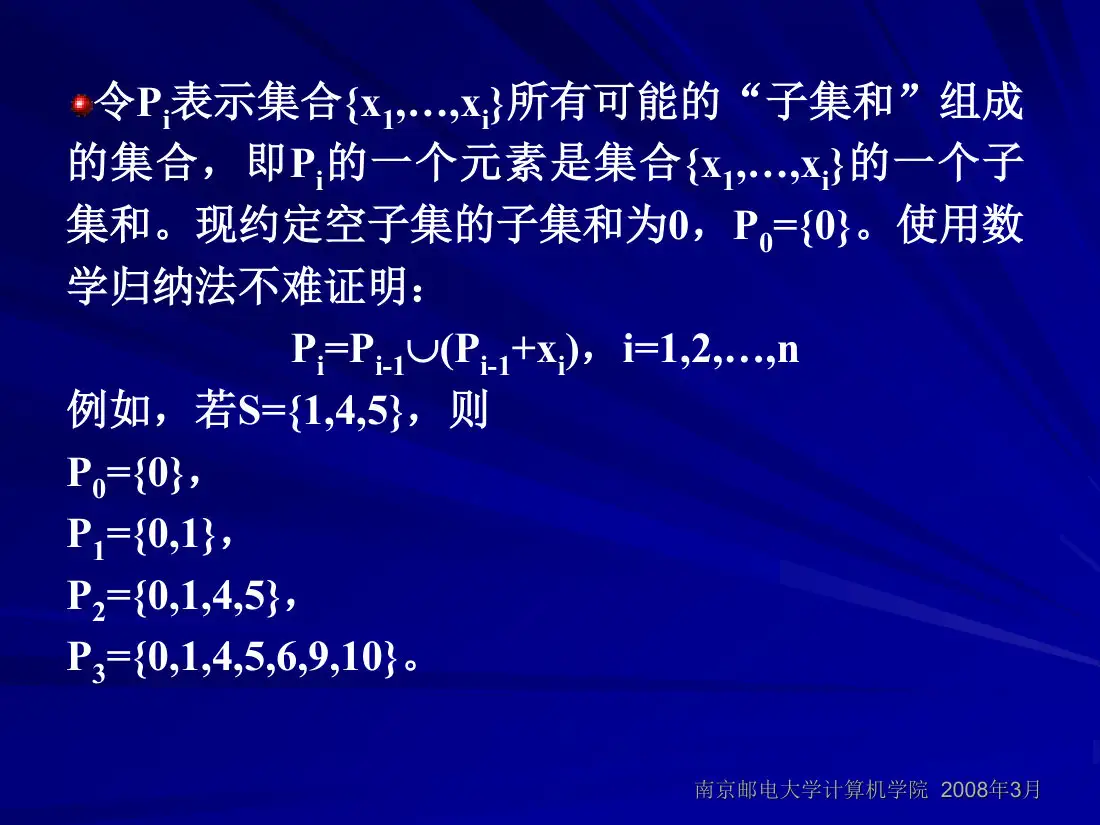 令Pi表示集合{x1,…,xi}所有可能的“子集和”组成
的集合，即Pi的一个元素是集合{x1,…,xi}的一个子
集和。现约定空子集的子集和为0，P0={0}。使用数
学归纳法不难证明：
Pi=Pi-1∪(Pi-1+xi)，i=1,2,…,n
例如，若S={1,4,5}，则
P0={0}，
P1={0,1}，
P2={0,1,4,5}，
P3={0,1,4,5,6,9,10}。
南京邮电大学计算机学院 2008年3月